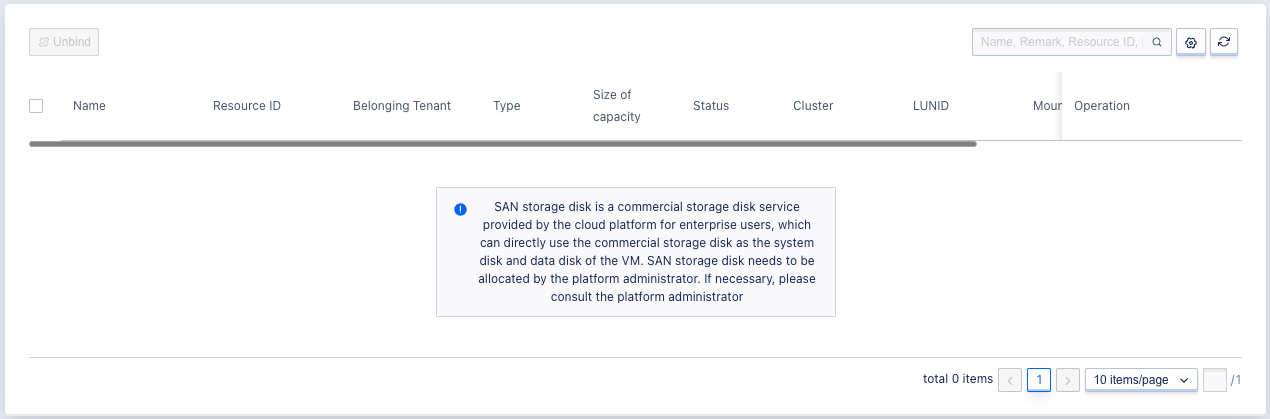 Unbind
Name, Remark, Resource ID, I
Name Resource ID Belonging Tenant Type Size of capacity Status Cluster LUNID Moun Operation
SAN storage disk is a commercial storage disk service
provided by the cloud platform for enterprise users, which
can directly use the commercial storage disk as the system
disk and data disk of the VM. SAN storage disk needs to be
allocated by the platform administrator. If necessary, please
consult the platform administrator
total 0 items 1 10 items/page /1